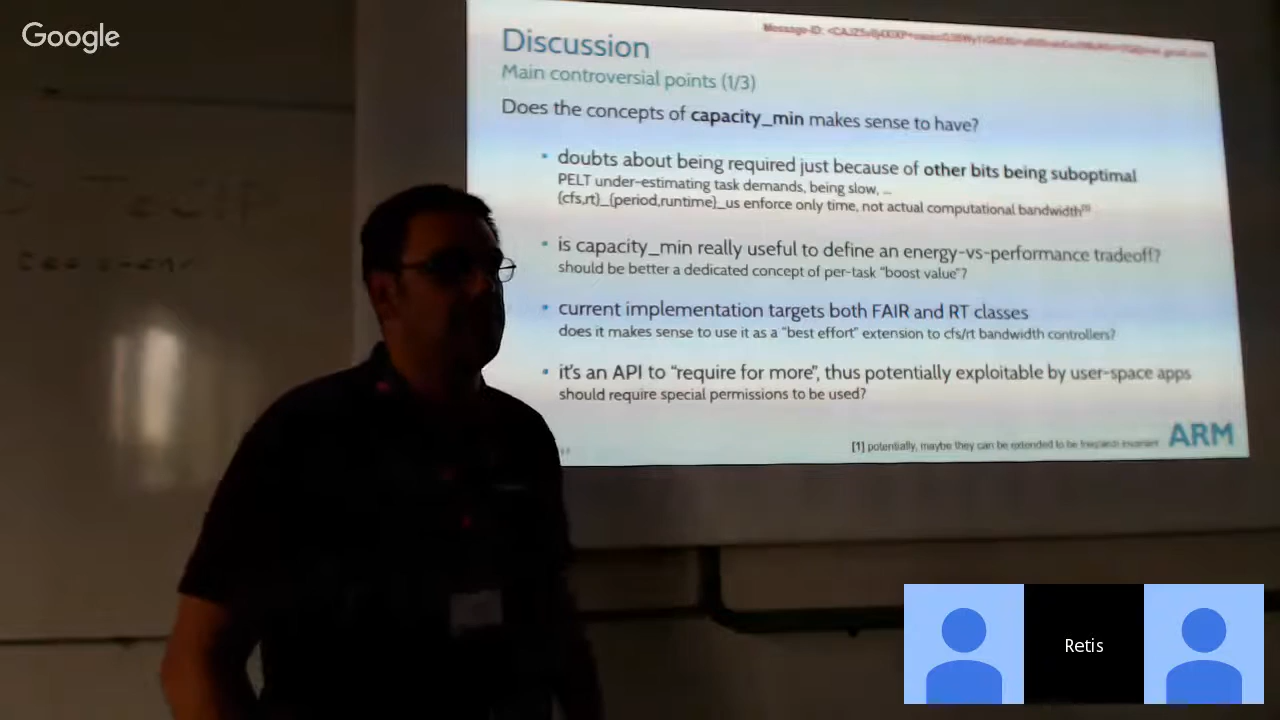 Google
Message-ID:
Discussion
Main controversial points (1/3)
Does the concepts of capacity_min makes sense to have?
• doubts about being required just because of other bits being suboptimal
PELT under-estimating task demands, being slow, ...
{cfs,rt}_{period,runtime}_us enforce only time, not actual computational bandwidth[1]
• is capacity_min really useful to define an energy-vs-performance tradeoff?
should be better a dedicated concept of per-task "boost value"?
• current implementation targets both FAIR and RT classes
does it makes sense to use it as a "best effort" extension to cfs/rt bandwidth controllers?
• it's an API to "require for more", thus potentially exploitable by user-space apps
should require special permissions to be used?
[1] potentially, maybe they can be extended to be frequency invariant
ARM
Retis